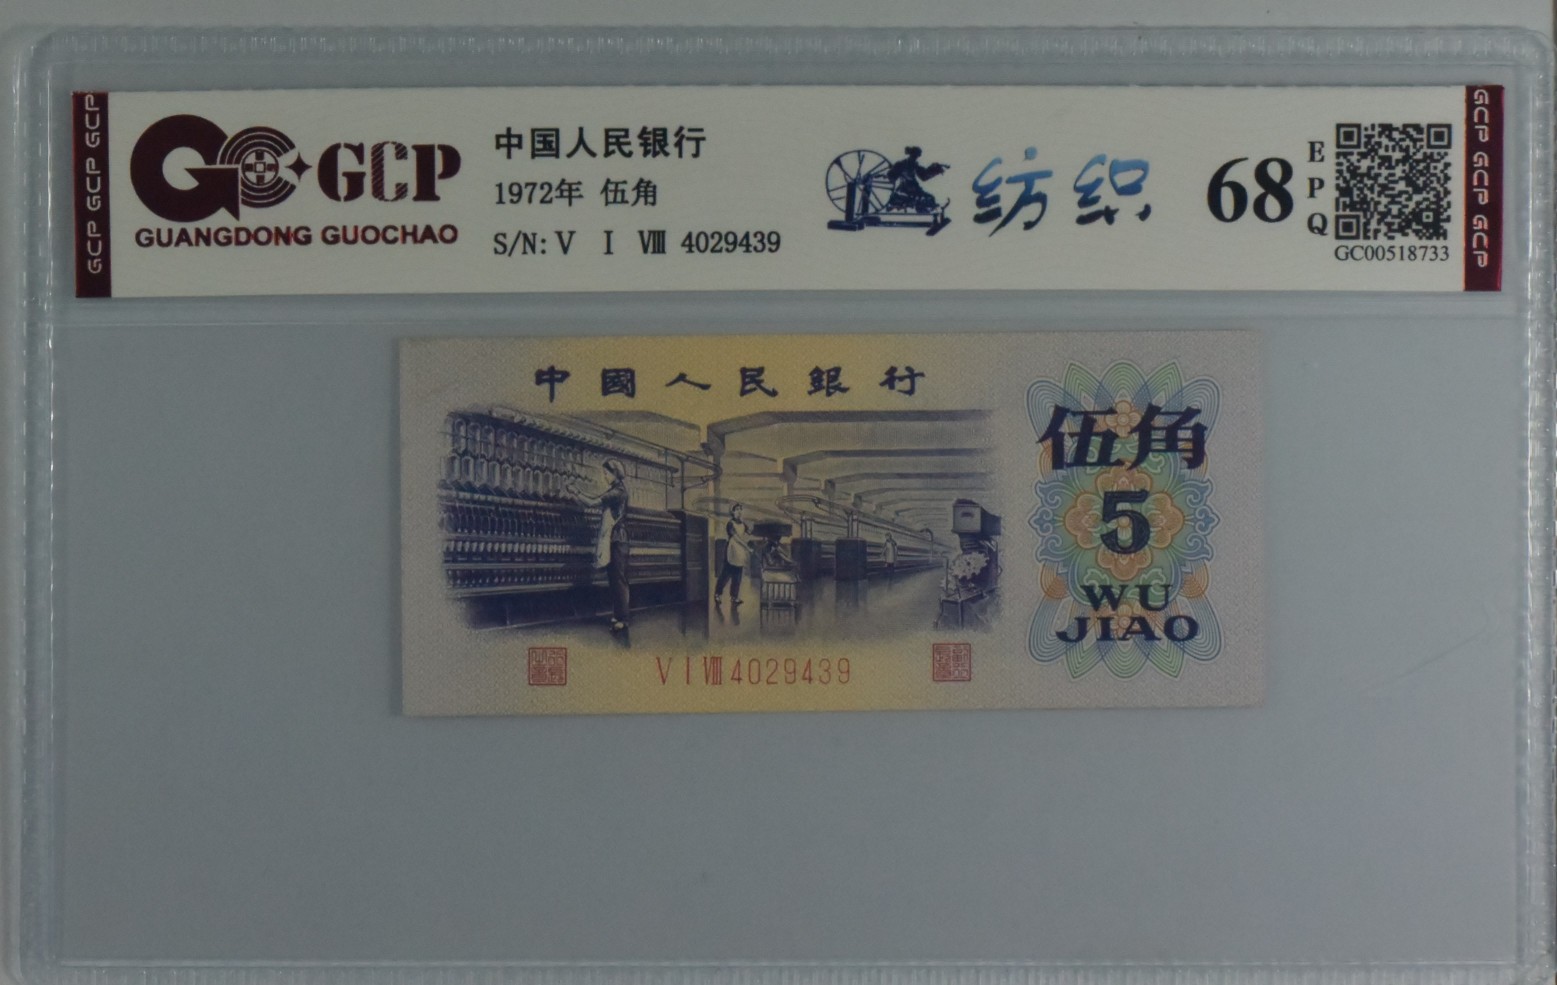 GCP GCP GCP
GCP
GUANGDONG GUOCHAO
中国人民银行
1972年 伍角
S/N: V I Ⅷ 4029439
纺织
68
EPQ
GC00518733
GCP GCP GCP
中國人民銀行
伍角
5
WU
JIAO
V I Ⅷ 4029439